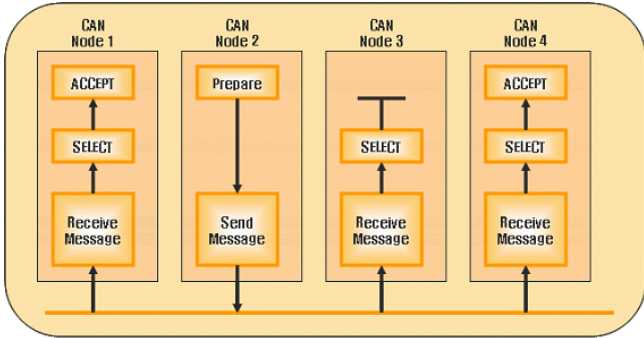 CAN
Node 1
CAN
Node 2
CAN
Node 3
CAN
Node 4
ACCEPT
Prepare
ACCEPT
SELECT
SELECT
SELECT
Receive
Message
Send
Message
Receive
Message
Receive
Message